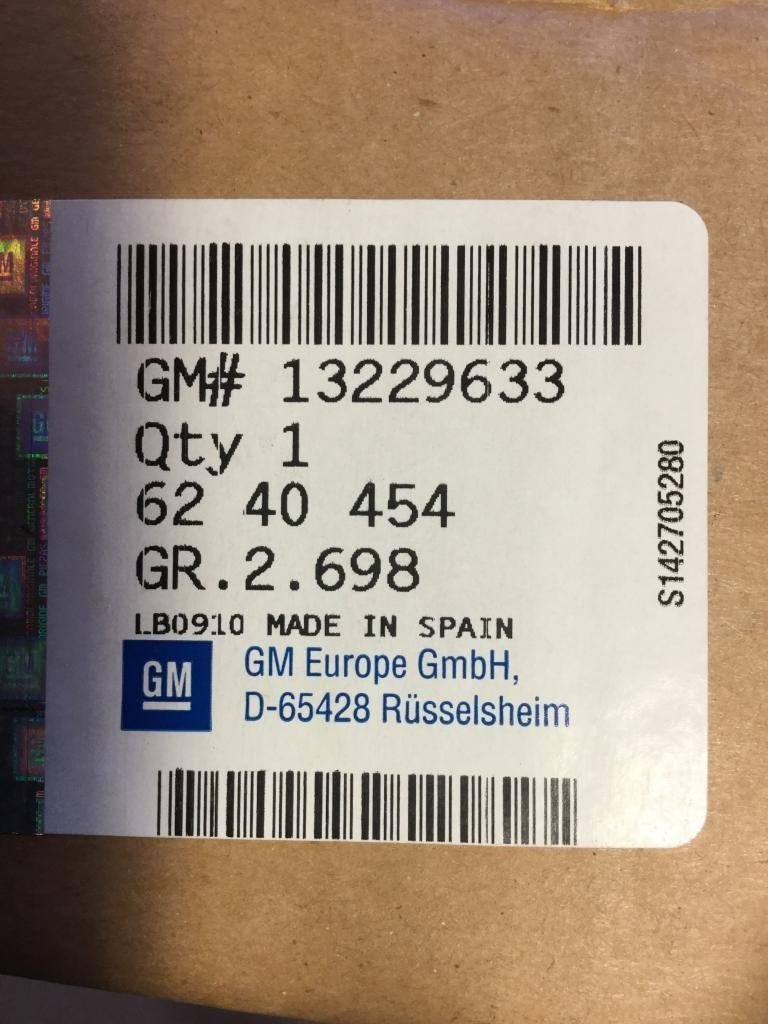 GM# 13229633
Qty 1
62 40 454
GR.2.698
LB0910 MADE IN SPAIN
GM
GM Europe GmbH,
D-65428 Rüsselsheim
S142705280